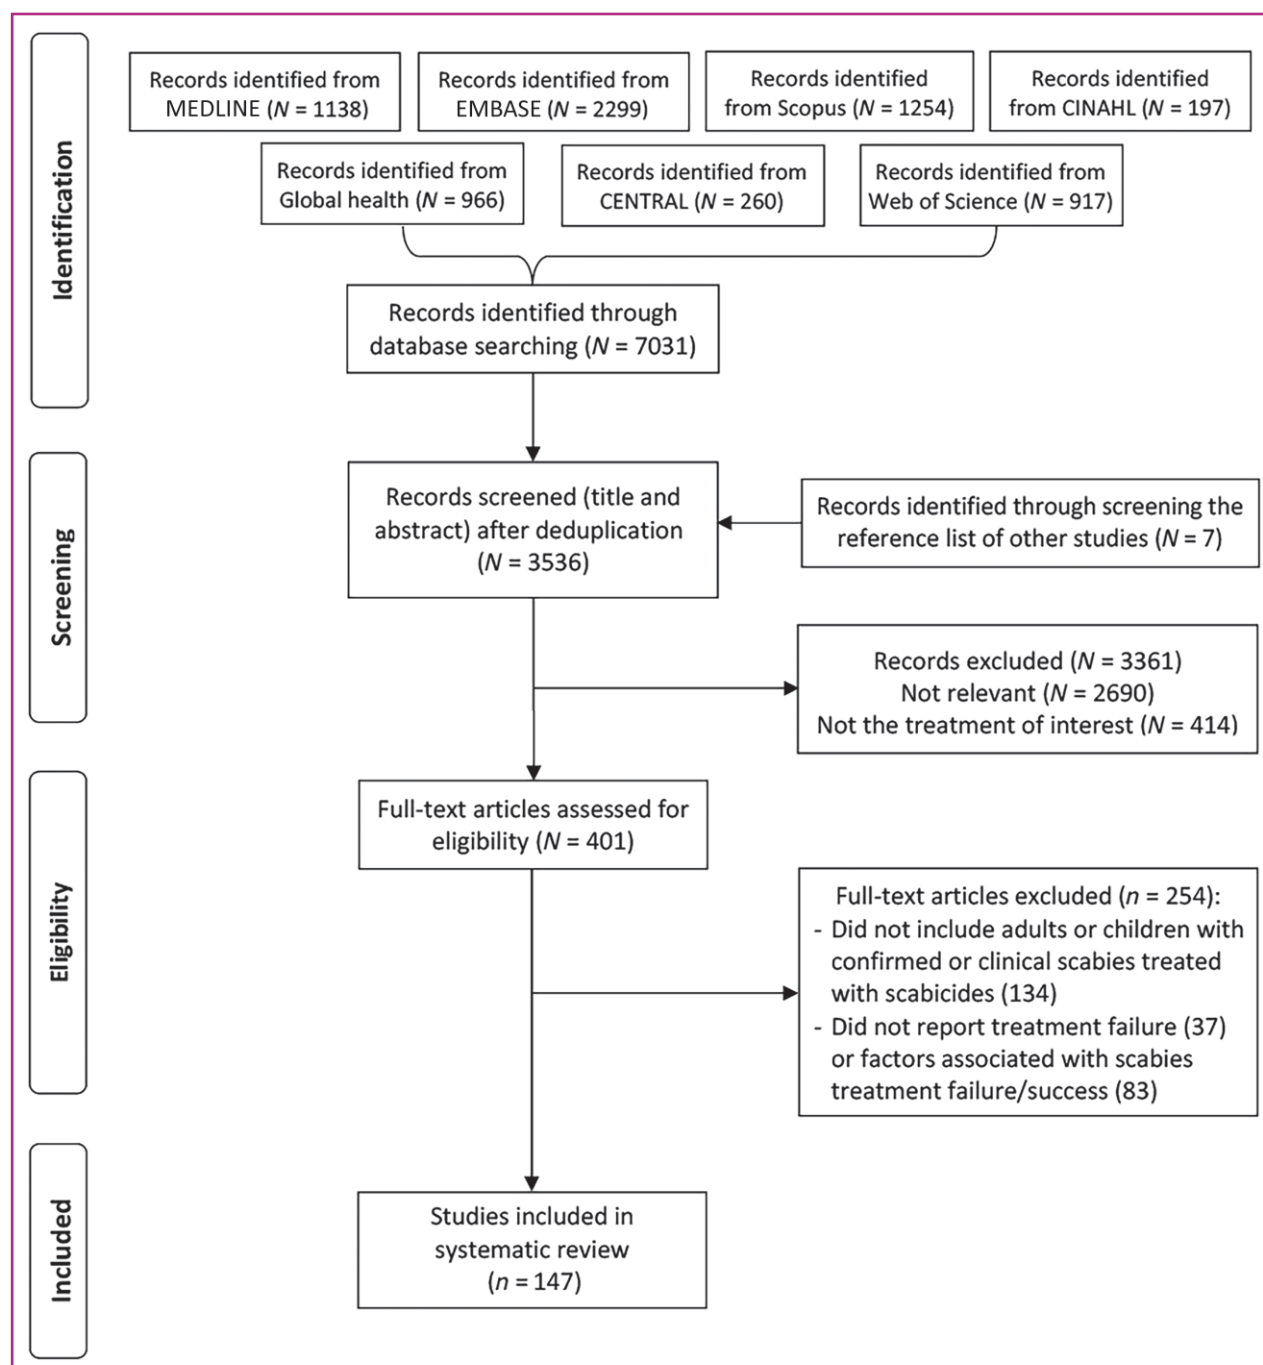 Identification
Records identified from
MEDLINE (N = 1138)
Records identified from
EMBASE (N = 2299)
Records identified
from Scopus (N = 1254)
Records identified
from CINAHL (N = 197)
Records identified from
Global health (N = 966)
Records identified from
CENTRAL (N = 260)
Records identified from
Web of Science (N = 917)
Records identified through
database searching (N = 7031)
Screening
Records screened (title and
abstract) after deduplication
(N = 3536)
Records identified through screening the
reference list of other studies (N = 7)
Records excluded (N = 3361)
Not relevant (N = 2690)
Not the treatment of interest (N = 414)
Eligibility
Full-text articles assessed for
eligibility (N = 401)
Full-text articles excluded (n = 254):
- Did not include adults or children with
confirmed or clinical scabies treated
with scabicides (134)
- Did not report treatment failure (37)
or factors associated with scabies
treatment failure/success (83)
Included
Studies included in
systematic review
(n = 147)